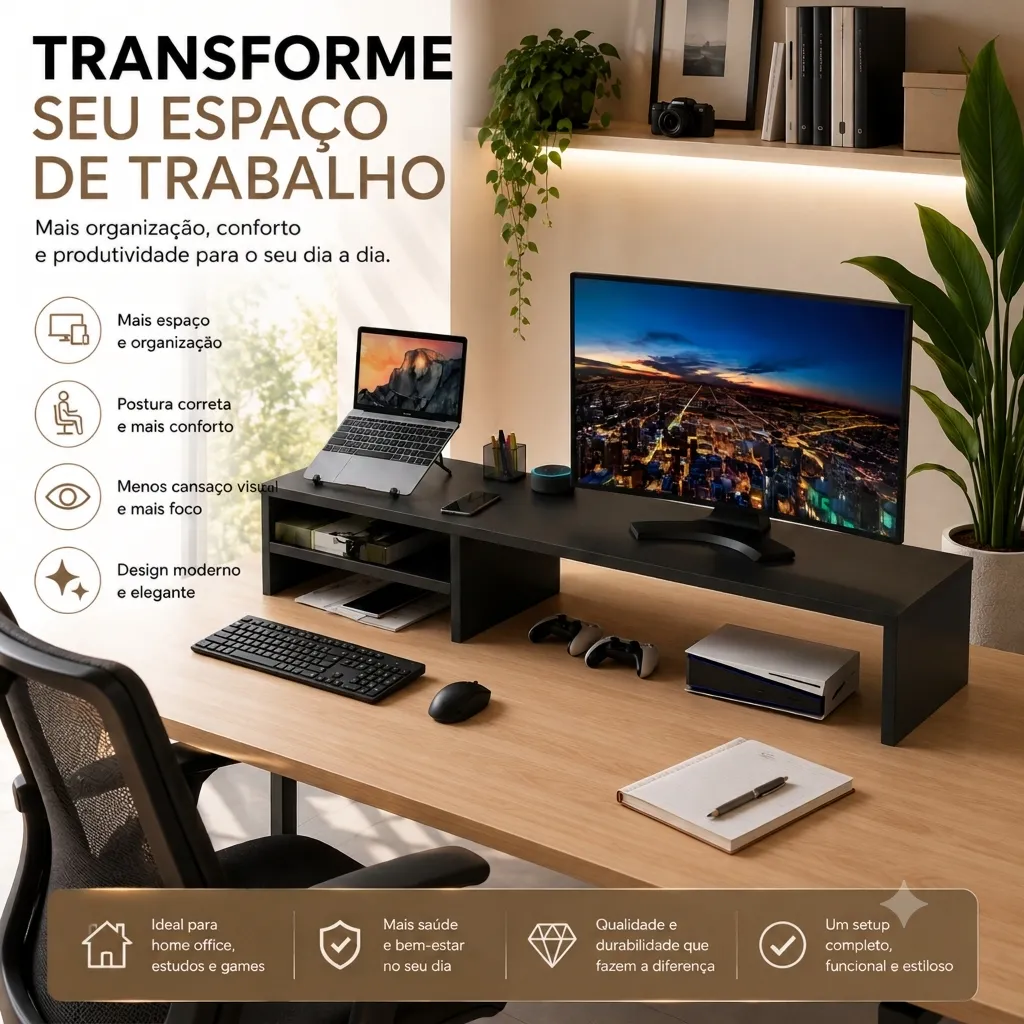 TRANSFORME
SEU ESPAÇO
DE TRABALHO
Mais organização, conforto
e produtividade para o seu dia a dia.
Mais espaço
e organização
Postura correta
e mais conforto
Menos cansaço visual
e mais foco
Design moderno
e elegante
Ideal para
home office,
estudos e games
Mais saúde
e bem-estar
no seu dia
Qualidade e
durabilidade que
fazem a diferença
Um setup
completo,
funcional e estiloso